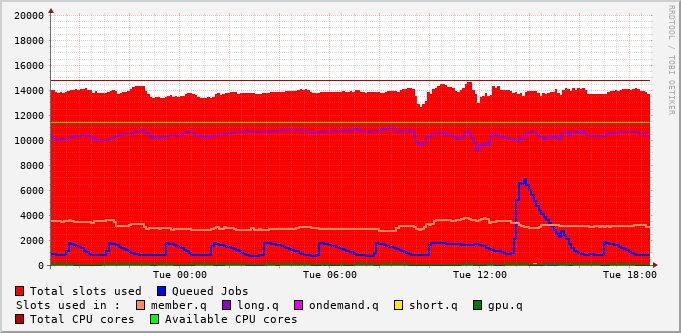 20000
18000
16000
14000
12000
10000
8000
6000
4000
2000
0
Tue 00:00 Tue 06:00 Tue 12:00 Tue 18:00
RRDTOOL / TOBI OETIKER
Total slots used Queued Jobs
Slots used in : member.q long.q ondemand.q short.q gpu.q
Total CPU cores Available CPU cores